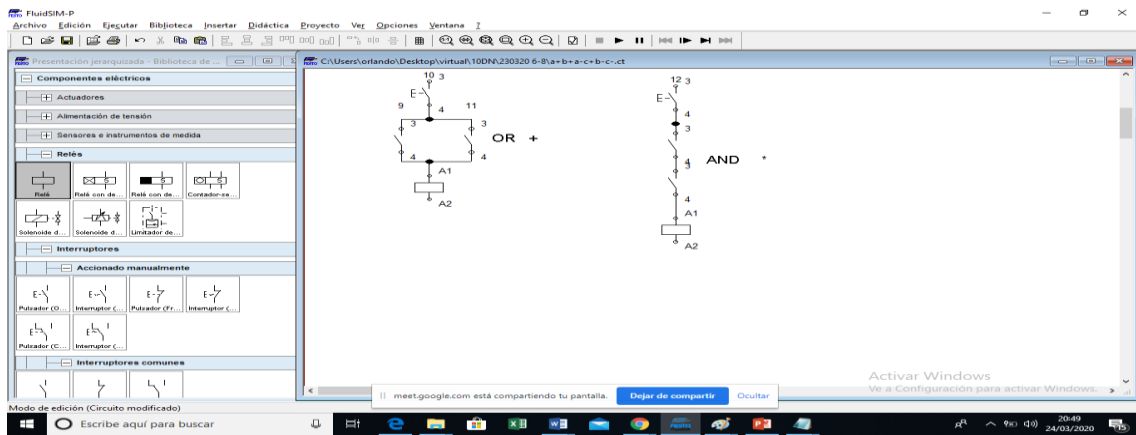 FluidSIM-P
Archivo Edición Ejecutar Biblioteca Insertar Didáctica Proyecto Ver Opciones Ventana ?
Presentación jerarquizada - Biblioteca de ...
C:\Users\orlando\Desktop\virtual\10DN\230320 6-8\a+b+a-c+b-c-.ct
Componentes eléctricos
Actuadores
Alimentación de tensión
Sensores e instrumentos de medida
Relés
Relé
Relé con de...
Relé con de...
Contador-se...
Solenoide d...
Solenoide d...
Limitador de...
Interruptores
Accionado manualmente
Pulsador (O...
Interruptor (...
Pulsador (Fr...
Interruptor (...
Pulsador (C...
Interruptor (...
Interruptores comunes
10 3
E
9 4 11
3 3
OR +
4 4
A1
A2
12 3
E
4
3
4
3
AND *
4
A1
A2
Activar Windows
Ve a Configuración para activar Windows.
meet.google.com está compartiendo tu pantalla. Dejar de compartir Ocultar
Modo de edición (Circuito modificado)
Escribe aquí para buscar
20:49
24/03/2020